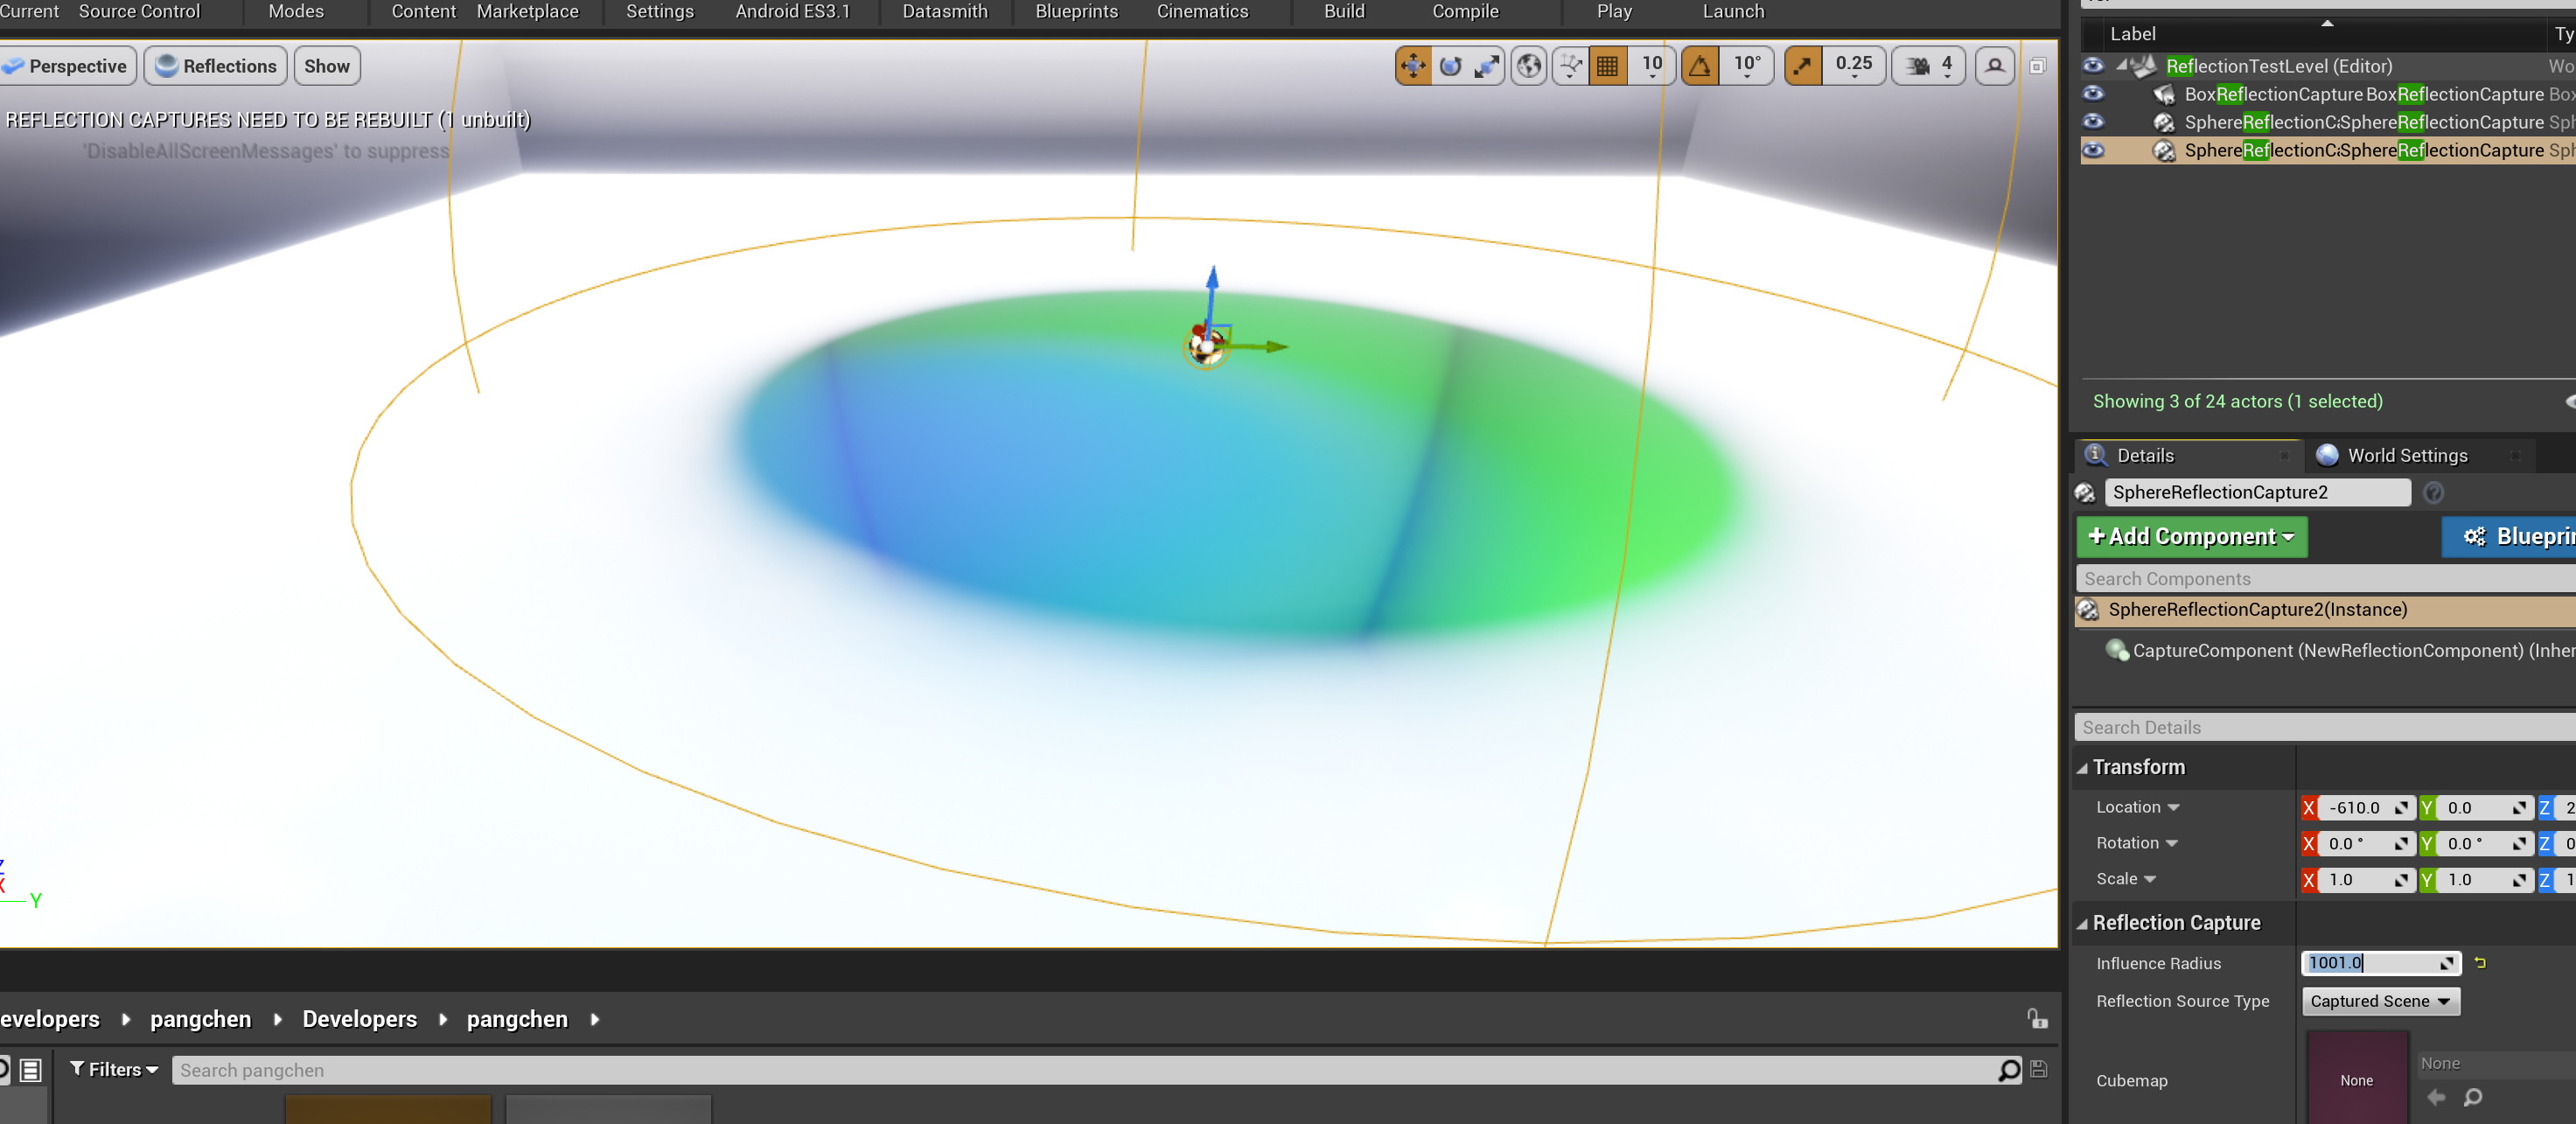 Current Source Control Modes Content Marketplace Settings Android ES3.1 Datasmith Blueprints Cinematics Build Compile Play Launch
Perspective Reflections Show 10 10° 0.25 4
REFLECTION CAPTURES NEED TO BE REBUILT (1 unbuilt)
'DisableAllScreenMessages' to suppress
Z
X
Y
Label Ty
ReflectionTestLevel (Editor) Wo
BoxReflectionCapture BoxReflectionCapture Box
SphereReflectionCa SphereReflectionCapture Sph
SphereReflectionCa SphereReflectionCapture Sph
Showing 3 of 24 actors (1 selected)
Details World Settings
SphereReflectionCapture2
+Add Component Blueprin
Search Components
SphereReflectionCapture2(Instance)
CaptureComponent (NewReflectionComponent) (Inher
Search Details
Transform
Location X -610.0 Y 0.0 Z 2
Rotation X 0.0 ° Y 0.0 ° Z 0
Scale X 1.0 Y 1.0 Z 1
Reflection Capture
Influence Radius 1001.0
Reflection Source Type Captured Scene
Cubemap None None
evelopers pangchen Developers pangchen
Filters Search pangchen